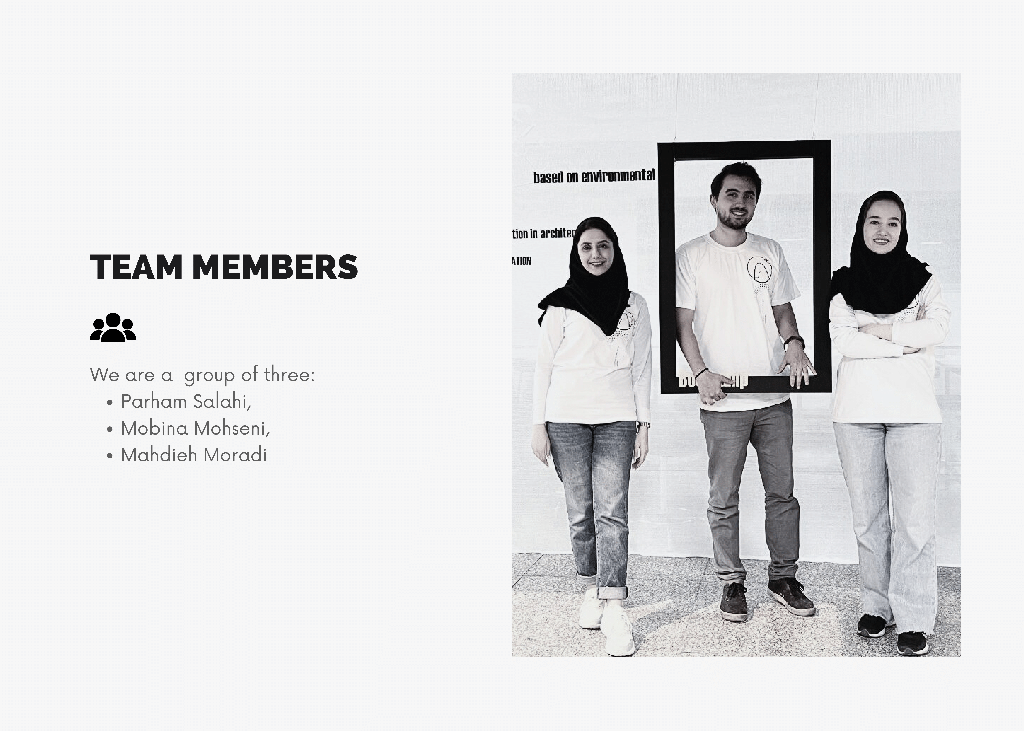 TEAM MEMBERS
We are a group of three:
• Parham Salahi,
• Mobina Mohseni,
• Mahdieh Moradi
based on environmental
tion in architec
ATION